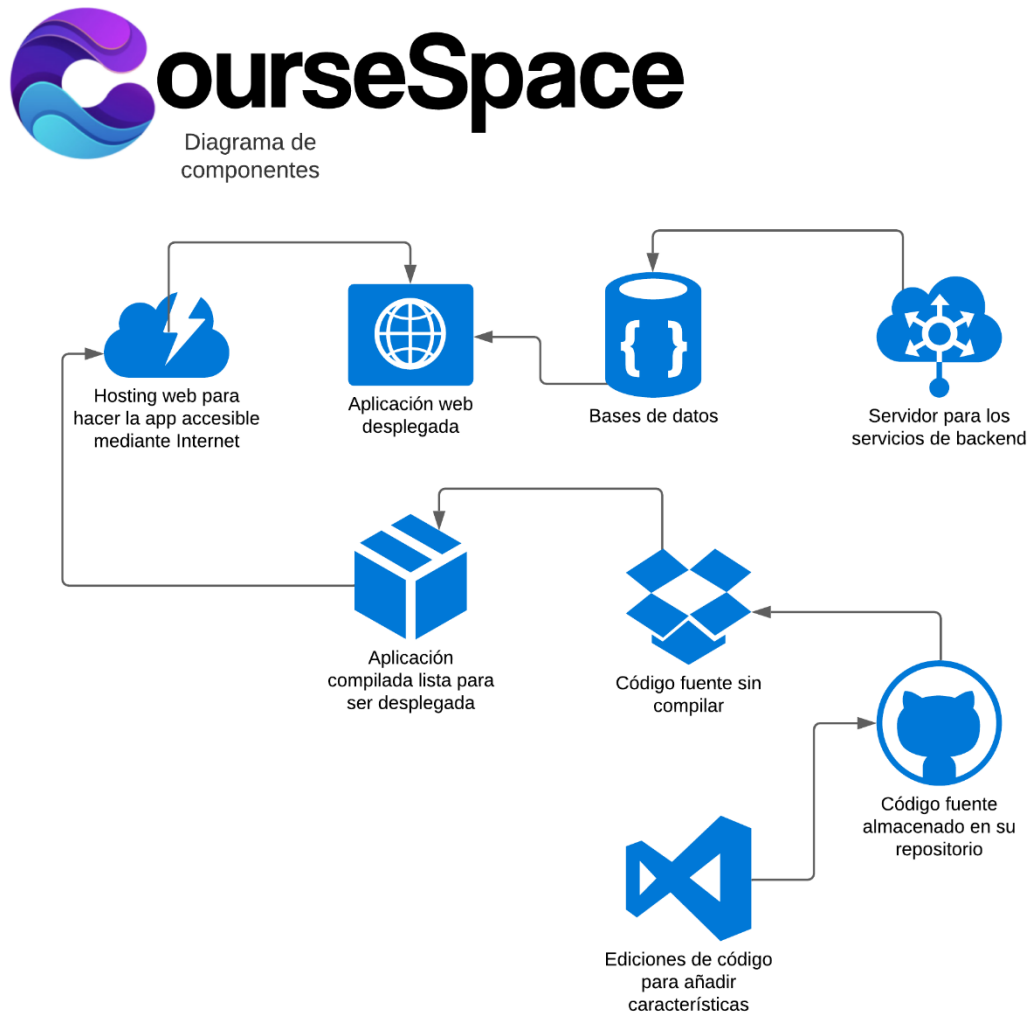 CourseSpace
Diagrama de
componentes
Hosting web para
hacer la app accesible
mediante Internet
Aplicación web
desplegada
{ }
Bases de datos
Servidor para los
servicios de backend
Aplicación
compilada lista para
ser desplegada
Código fuente sin
compilar
Código fuente
almacenado en su
repositorio
Ediciones de código
para añadir
características